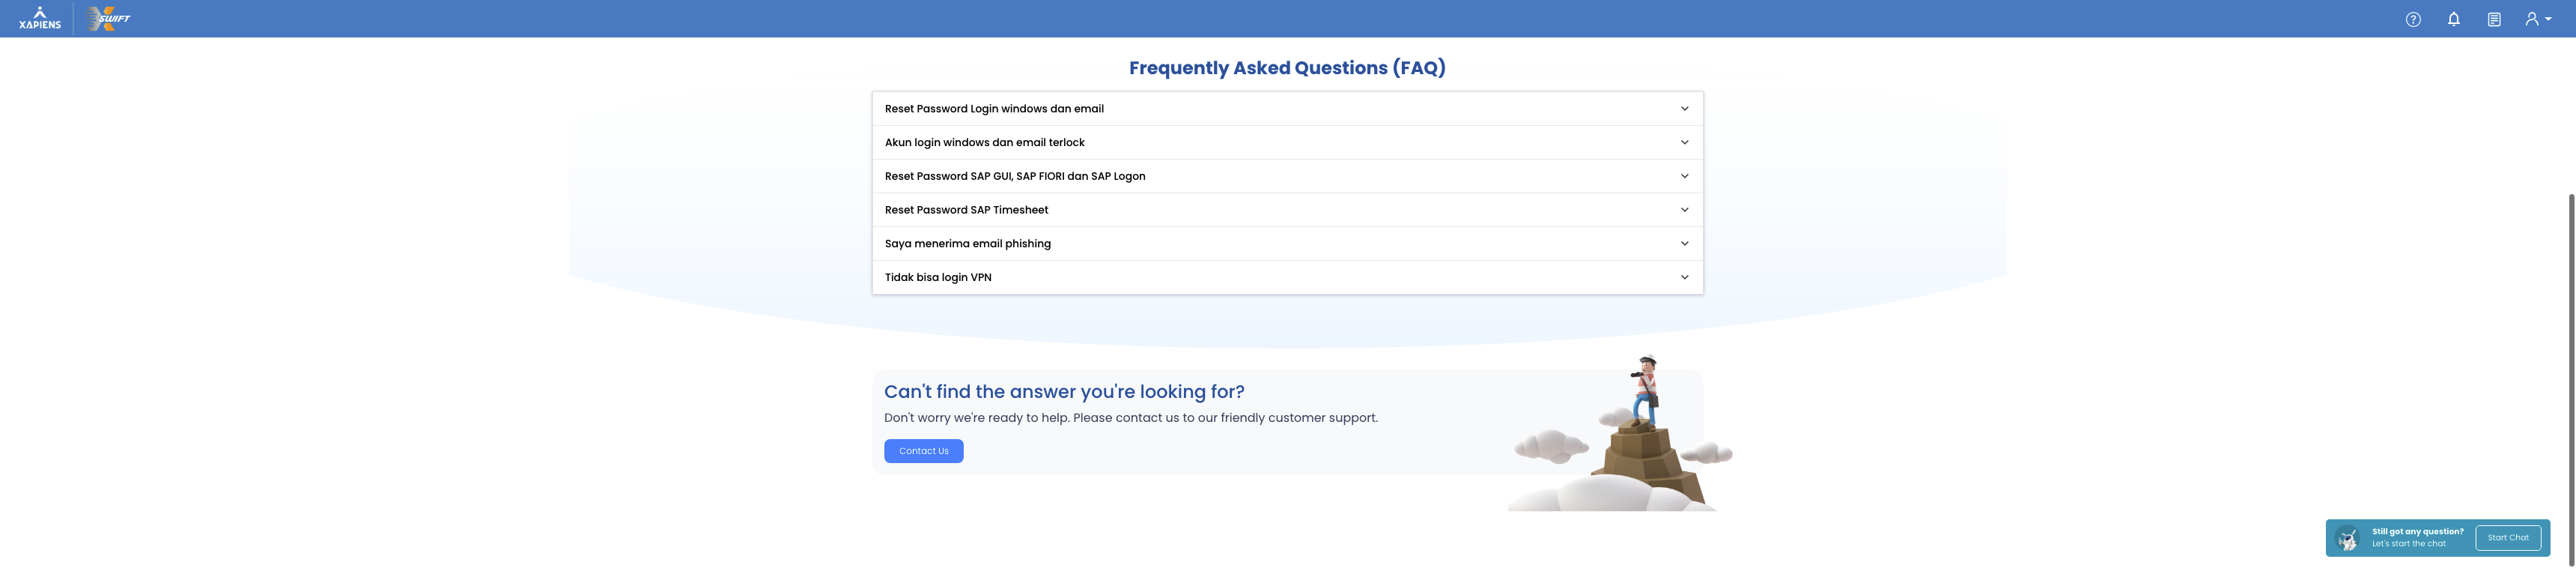 XAPIENS
XSWIFT
Frequently Asked Questions (FAQ)
Reset Password Login windows dan email
Akun login windows dan email terlock
Reset Password SAP GUI, SAP FIORI dan SAP Logon
Reset Password SAP Timesheet
Saya menerima email phishing
Tidak bisa login VPN
Can't find the answer you're looking for?
Don't worry we're ready to help. Please contact us to our friendly customer support.
Contact Us
Still got any question?
Let's start the chat
Start Chat